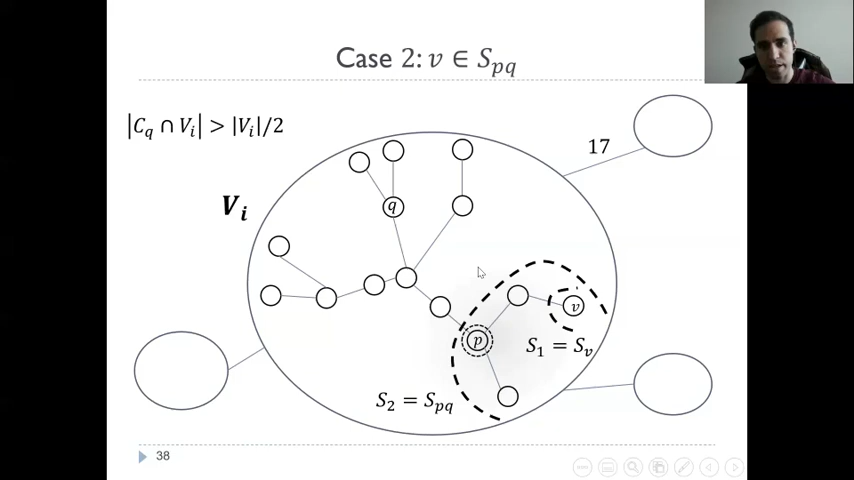 Case 2: v ∈ S_pq
|C_q ∩ V_i| > |V_i|/2
17
V_i
q
v
p
S_1 = S_v
S_2 = S_pq
38